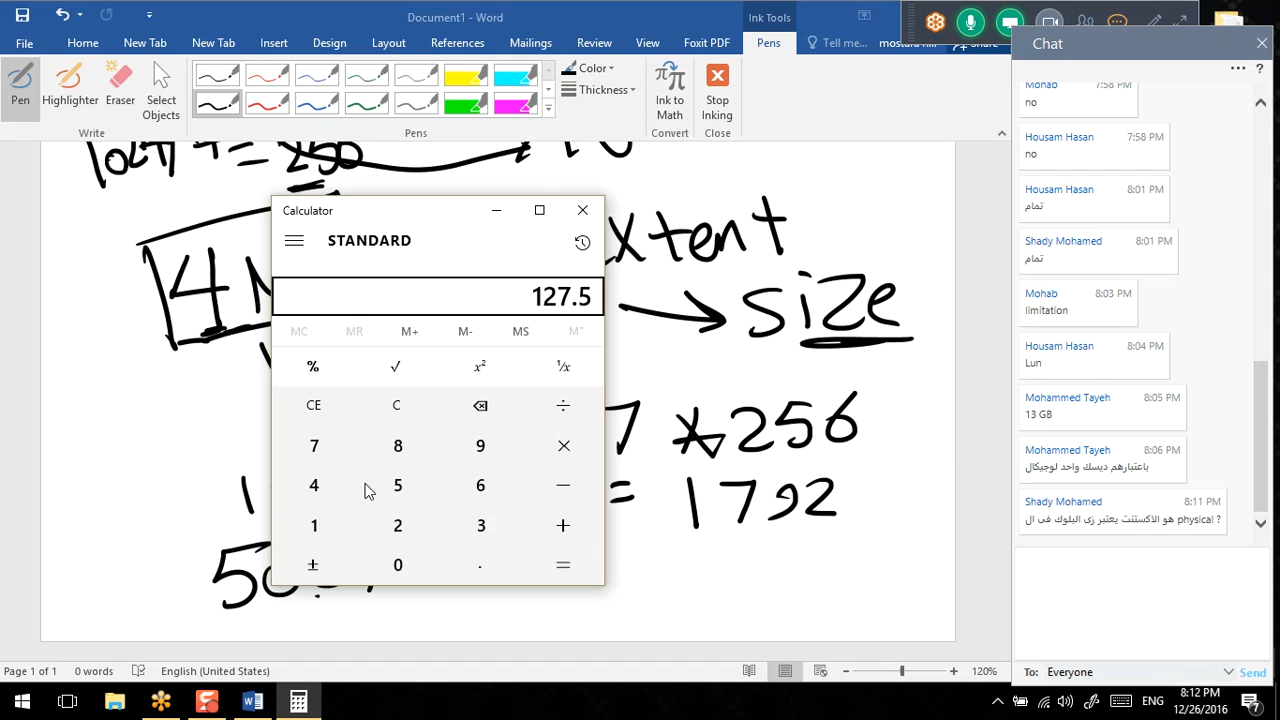 Document1 - Word
Ink Tools
File
Home
New Tab
New Tab
Insert
Design
Layout
References
Mailings
Review
View
Foxit PDF
Pens
Tell me...
Share
Pen
Highlighter
Eraser
Select Objects
Color
Thickness
Ink to Math
Stop Inking
Write
Pens
Convert
Close
4
xtent
size
7 * 256
= 1792
Calculator
STANDARD
127.5
MC MR M+ M- MS M
% √ x² ¹/x
CE C ÷
7 8 9 ×
4 5 6 −
1 2 3 +
± 0 . =
Chat
Mohab 7:58 PM
no
Housam Hasan 7:58 PM
no
Housam Hasan 8:01 PM
تمام
Shady Mohamed 8:01 PM
تمام
Mohab 8:03 PM
limitation
Housam Hasan 8:04 PM
Lun
Mohammed Tayeh 8:05 PM
13 GB
Mohammed Tayeh 8:06 PM
باعتبارهم ديسك واحد لوجيكال
Shady Mohamed 8:11 PM
هو الاكستنت يعتبر زى البلوك فى ال physical ?
To: Everyone
Send
Page 1 of 1
0 words
English (United States)
120%
ENG
8:12 PM
12/26/2016
7